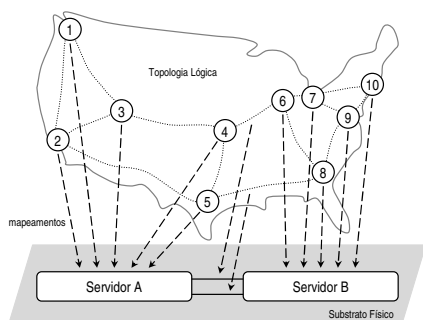 1
Topologia Lógica
10
6
7
3
9
4
2
8
5
mapeamentos
Servidor A
Servidor B
Substrato Físico